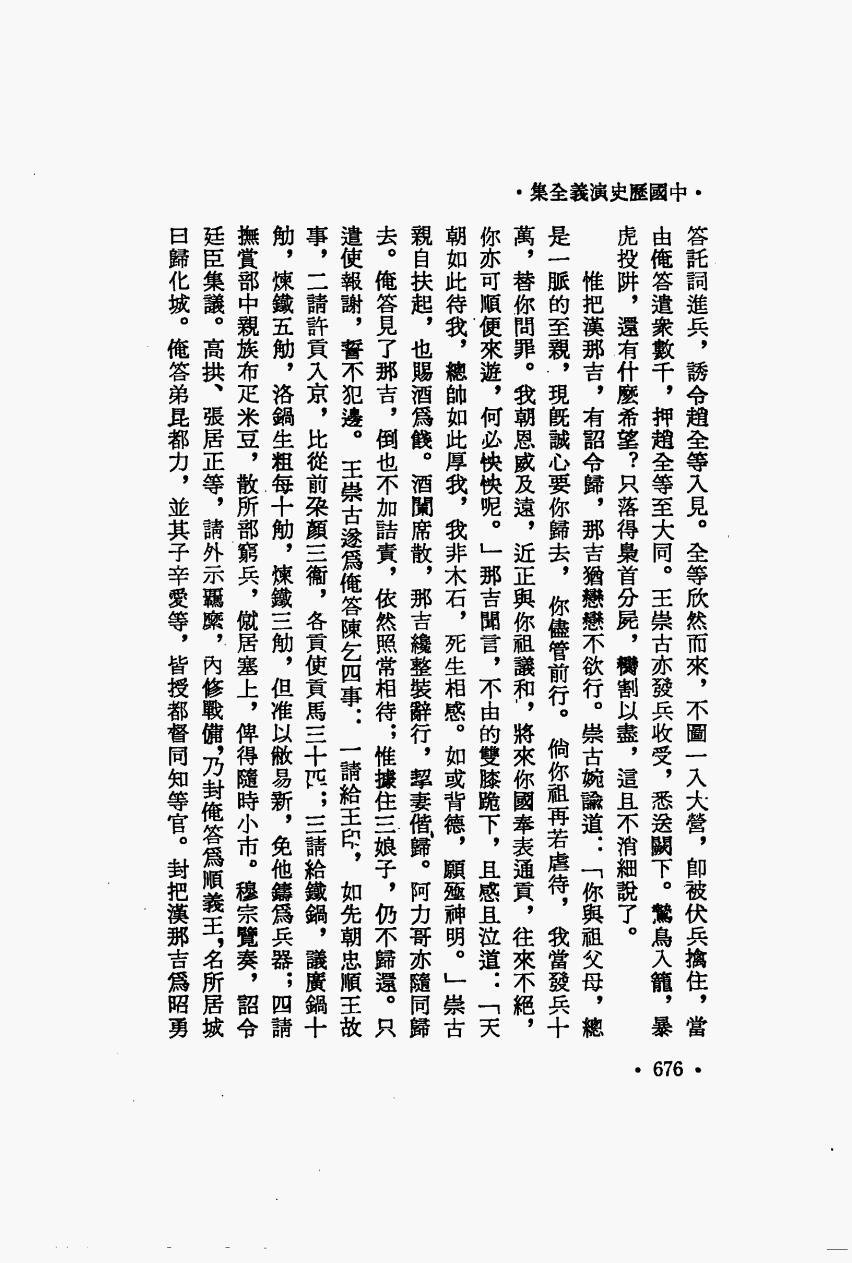 •中國歷史演義全集•
答託詞進兵，誘令趙全等入見。全等欣然而來，不圖一入大營，卽被伏兵擒住，當
由俺答遣衆數千，押趙全等至大同。王崇古亦發兵收受，悉送闕下。鷙鳥入籠，暴
虎投阱，還有什麼希望？只落得梟首分屍，臠割以盡，這且不消細說了。
惟把漢那吉，有詔令歸，那吉猶戀戀不欲行。崇古婉諭道：「你與祖父母，總
是一脈的至親，現旣誠心要你歸去，你儘管前行。倘你祖再若虐待，我當發兵十
萬，替你問罪。我朝恩威及遠，近正與你祖議和，將來你國奉表通貢，往來不絕，
你亦可順便來遊，何必怏怏呢。」那吉聞言，不由的雙膝跪下，且感且泣道：「天
朝如此待我，總帥如此厚我，我非木石，死生相感。如或背德，願殛神明。」崇古
親自扶起，也賜酒爲餞。酒闌席散，那吉纔整裝辭行，挈妻偕歸。阿力哥亦隨同歸
去。俺答見了那吉，倒也不加詰責，依然照常相待；惟據住三娘子，仍不歸還。只
遣使報謝，誓不犯邊。王崇古遂爲俺答陳乞四事：一請給王印，如先朝忠順王故
事，二請許貢入京，比從前朶顏三衞，各貢使貢馬三十匹；三請給鐵鍋，議廣鍋十
觔，煉鐵五觔，洛鍋生粗每十觔，煉鐵三觔，但准以敝易新，免他鑄爲兵器；四請
撫賞部中親族布疋米豆，散所部窮兵，僦居塞上，俾得隨時小市。穆宗覽奏，詔令
廷臣集議。高拱、張居正等，請外示羈縻，內修戰備，乃封俺答爲順義王，名所居城
曰歸化城。俺答弟昆都力，並其子辛愛等，皆授都督同知等官。封把漢那吉爲昭勇
•676•